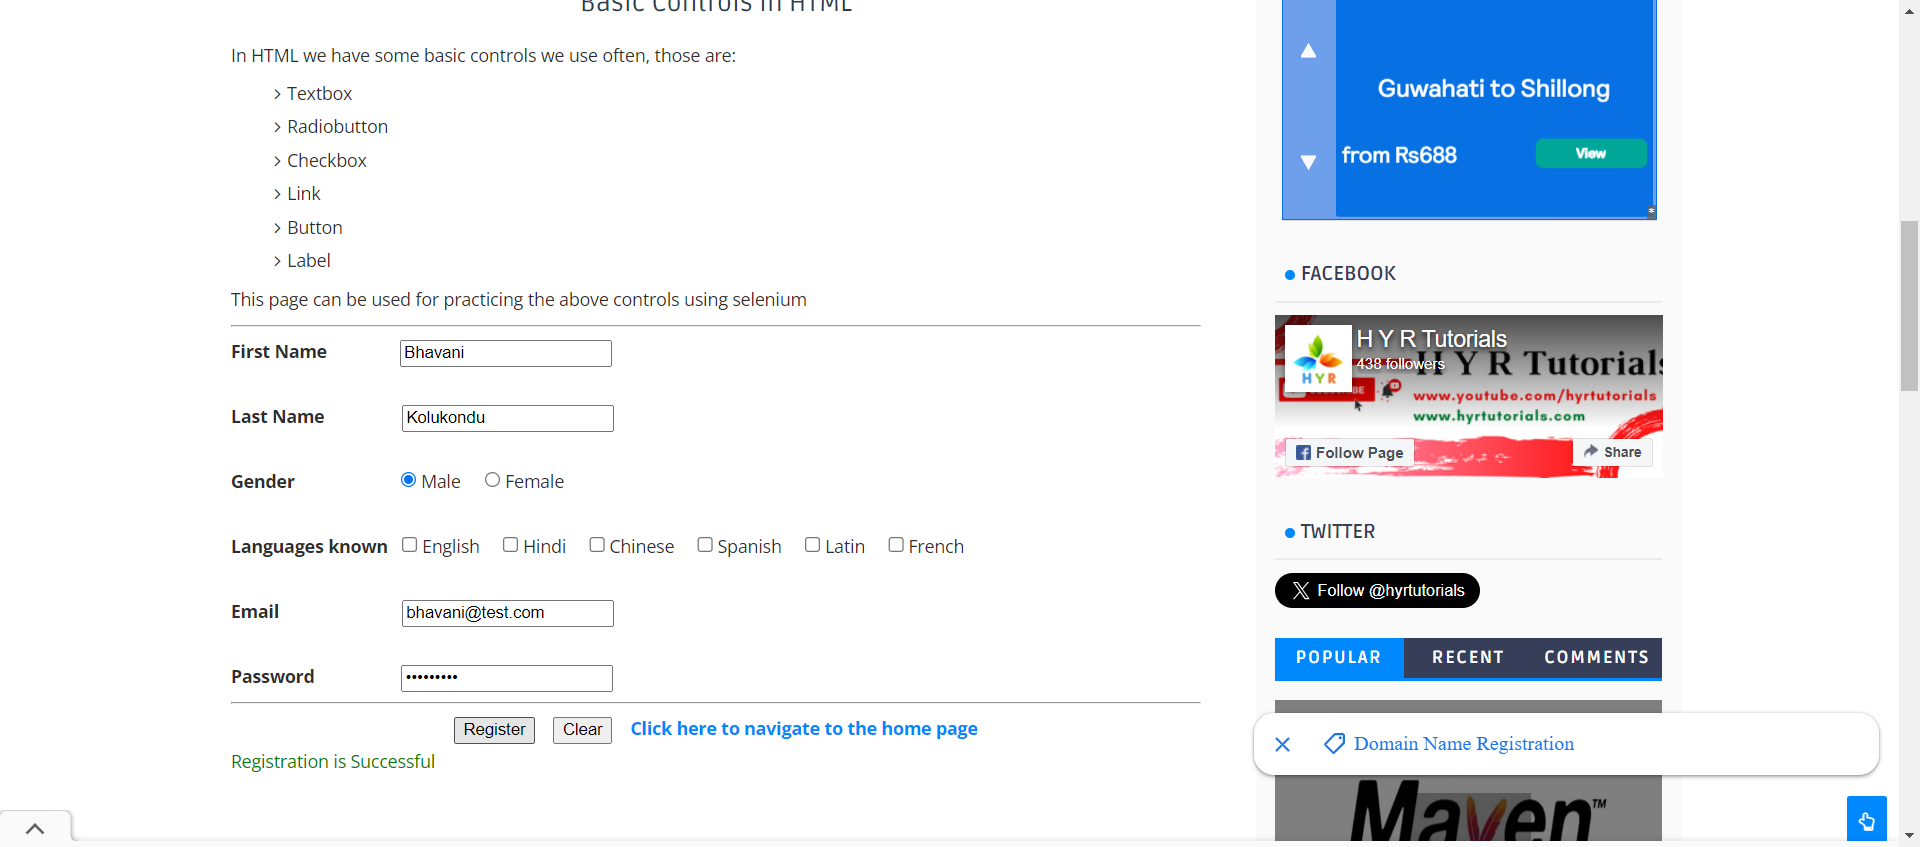 Basic Controls in HTML
In HTML we have some basic controls we use often, those are:
Textbox
Radiobutton
Checkbox
Link
Button
Label
This page can be used for practicing the above controls using selenium
First Name Bhavani
Last Name Kolukondu
Gender Male Female
Languages known English Hindi Chinese Spanish Latin French
Email bhavani@test.com
Password •••••••••
Register Clear Click here to navigate to the home page
Registration is Successful
Guwahati to Shillong
from Rs688 View
FACEBOOK
H Y R Tutorials
438 followers
H Y R Tutorials
HYR
www.youtube.com/hyrtutorials
www.hyrtutorials.com
Follow Page Share
TWITTER
Follow @hyrtutorials
POPULAR RECENT COMMENTS
Domain Name Registration
Maven™